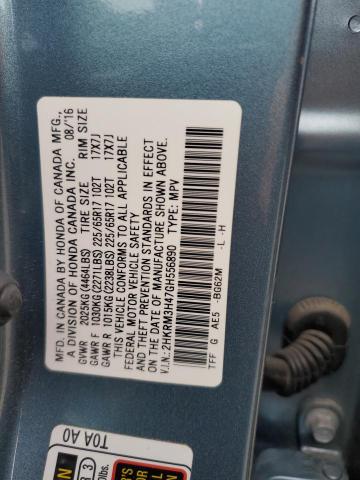 MFD. IN CANADA BY HONDA OF CANADA MFG.,
A DIVISION OF HONDA CANADA INC. 08/'16
GVWR 2025KG (4464LBS) TIRE SIZE RIM SIZE
GAWR F 1030KG (2271LBS) 225/65R17 102T 17X7J
GAWR R 1015KG (2238LBS) 225/65R17 102T 17X7J
THIS VEHICLE CONFORMS TO ALL APPLICABLE
FEDERAL MOTOR VEHICLE SAFETY AND THEFT
PREVENTION STANDARDS IN EFFECT
ON THE DATE OF MANUFACTURE SHOWN ABOVE.
V.I.N.: 2HKRM3H47GH556890 TYPE: MPV
TFF G AE5 -BG62M -L -H
T0A A0
N
R 3
lbs.